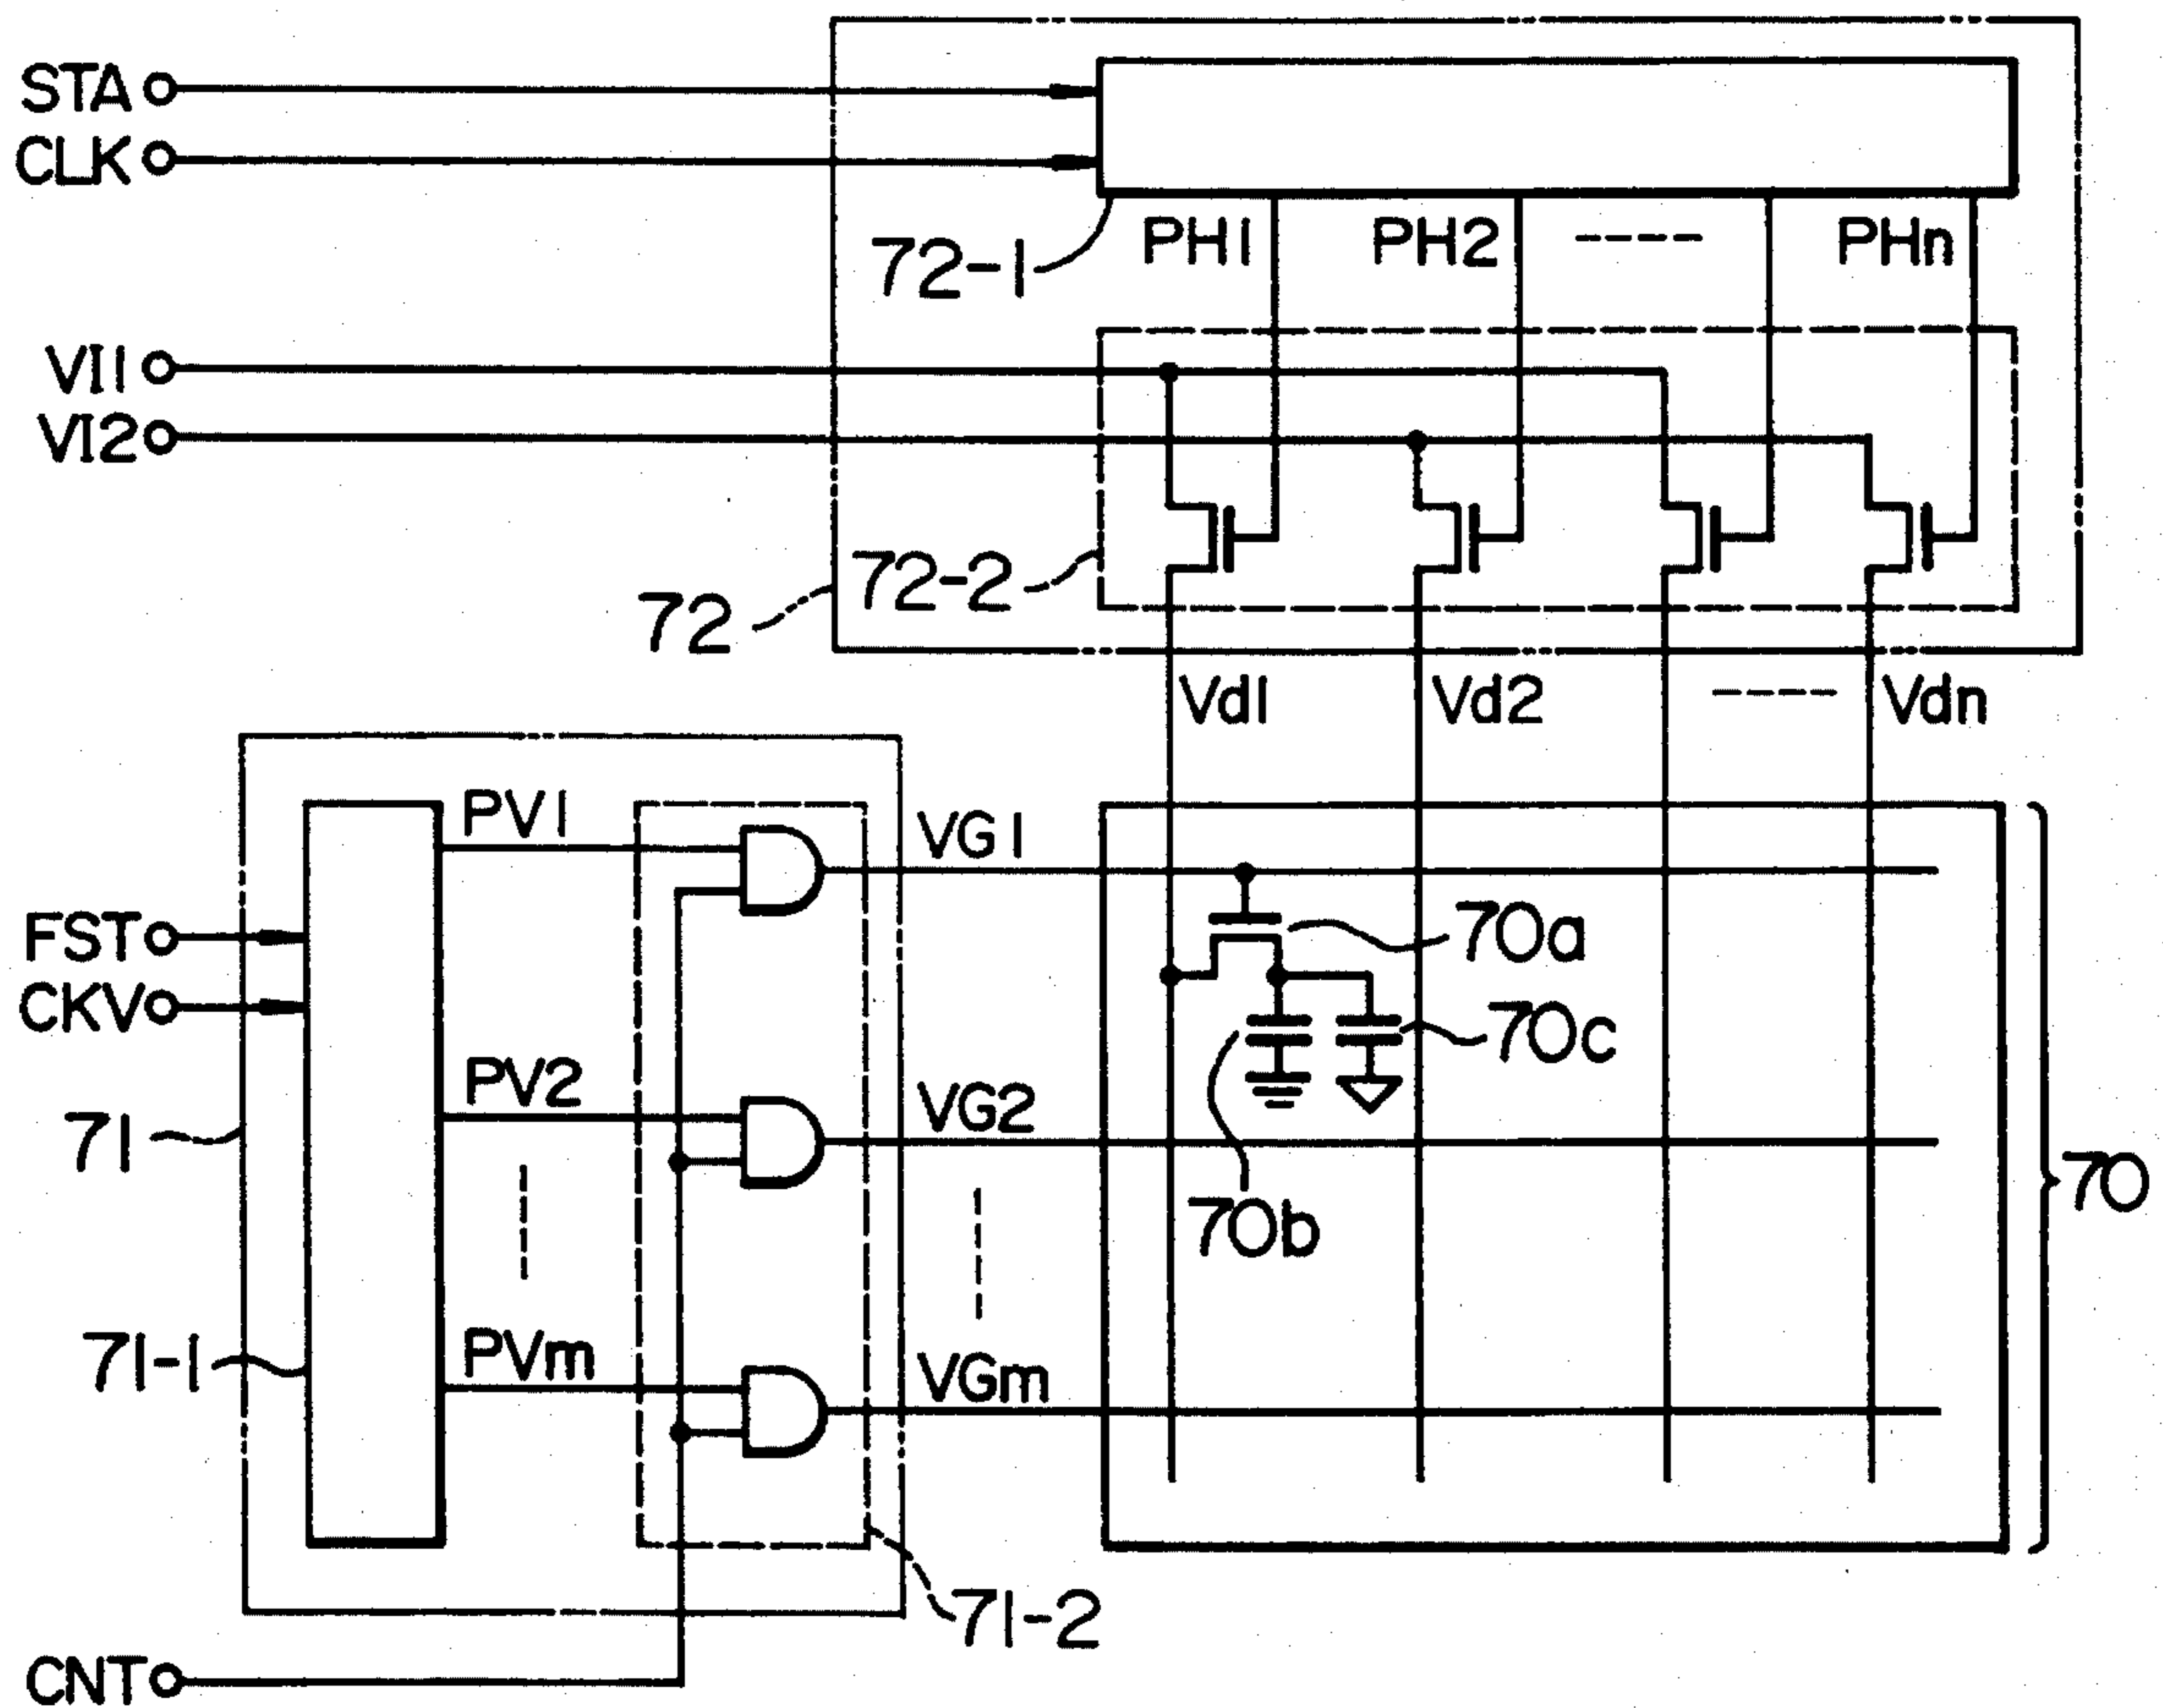 STA
CLK
72-1
PH1 PH2 ----- PHn
VI1
VI2
72-2
72
Vd1 Vd2 ----- Vdn
PV1
VG1
FST
CKV
70a
70c
PV2
VG2
71
70
70b
71-1
PVm
VGm
71-2
CNT